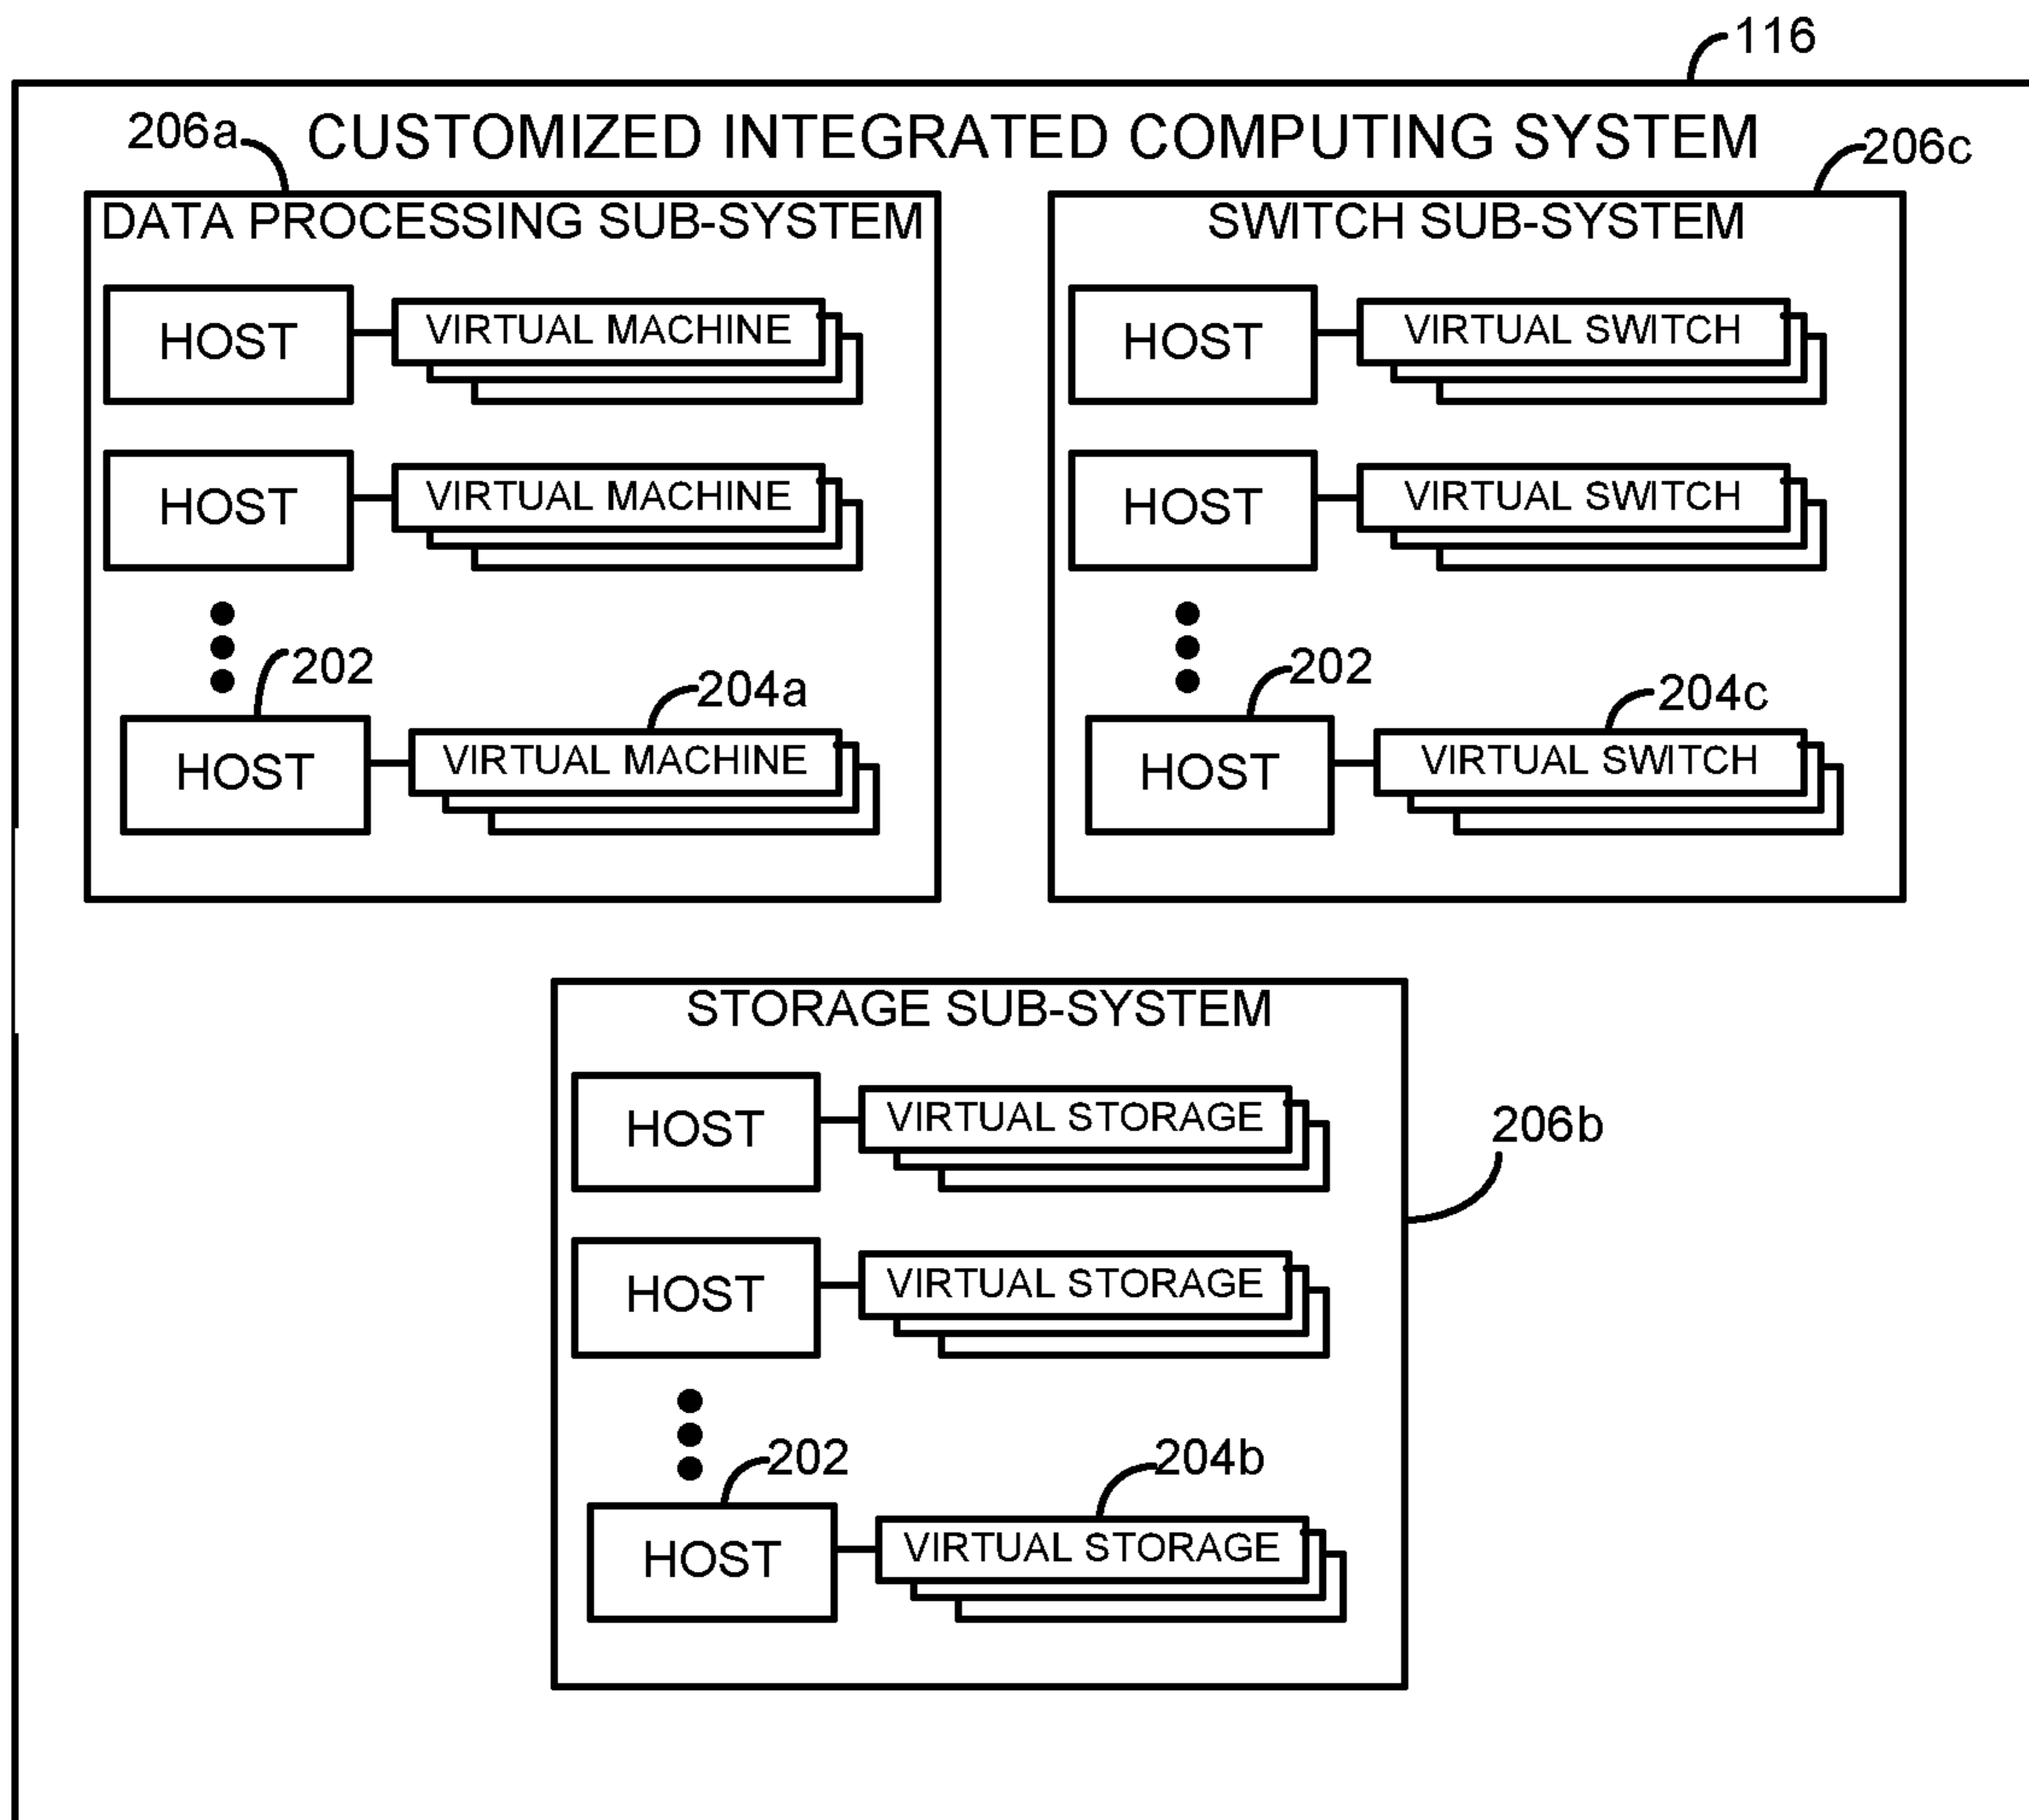 116
CUSTOMIZED INTEGRATED COMPUTING SYSTEM
206a
DATA PROCESSING SUB-SYSTEM
HOST
VIRTUAL MACHINE
HOST
VIRTUAL MACHINE
202
204a
HOST
VIRTUAL MACHINE
206c
SWITCH SUB-SYSTEM
HOST
VIRTUAL SWITCH
HOST
VIRTUAL SWITCH
202
204c
HOST
VIRTUAL SWITCH
STORAGE SUB-SYSTEM
206b
HOST
VIRTUAL STORAGE
HOST
VIRTUAL STORAGE
202
204b
HOST
VIRTUAL STORAGE